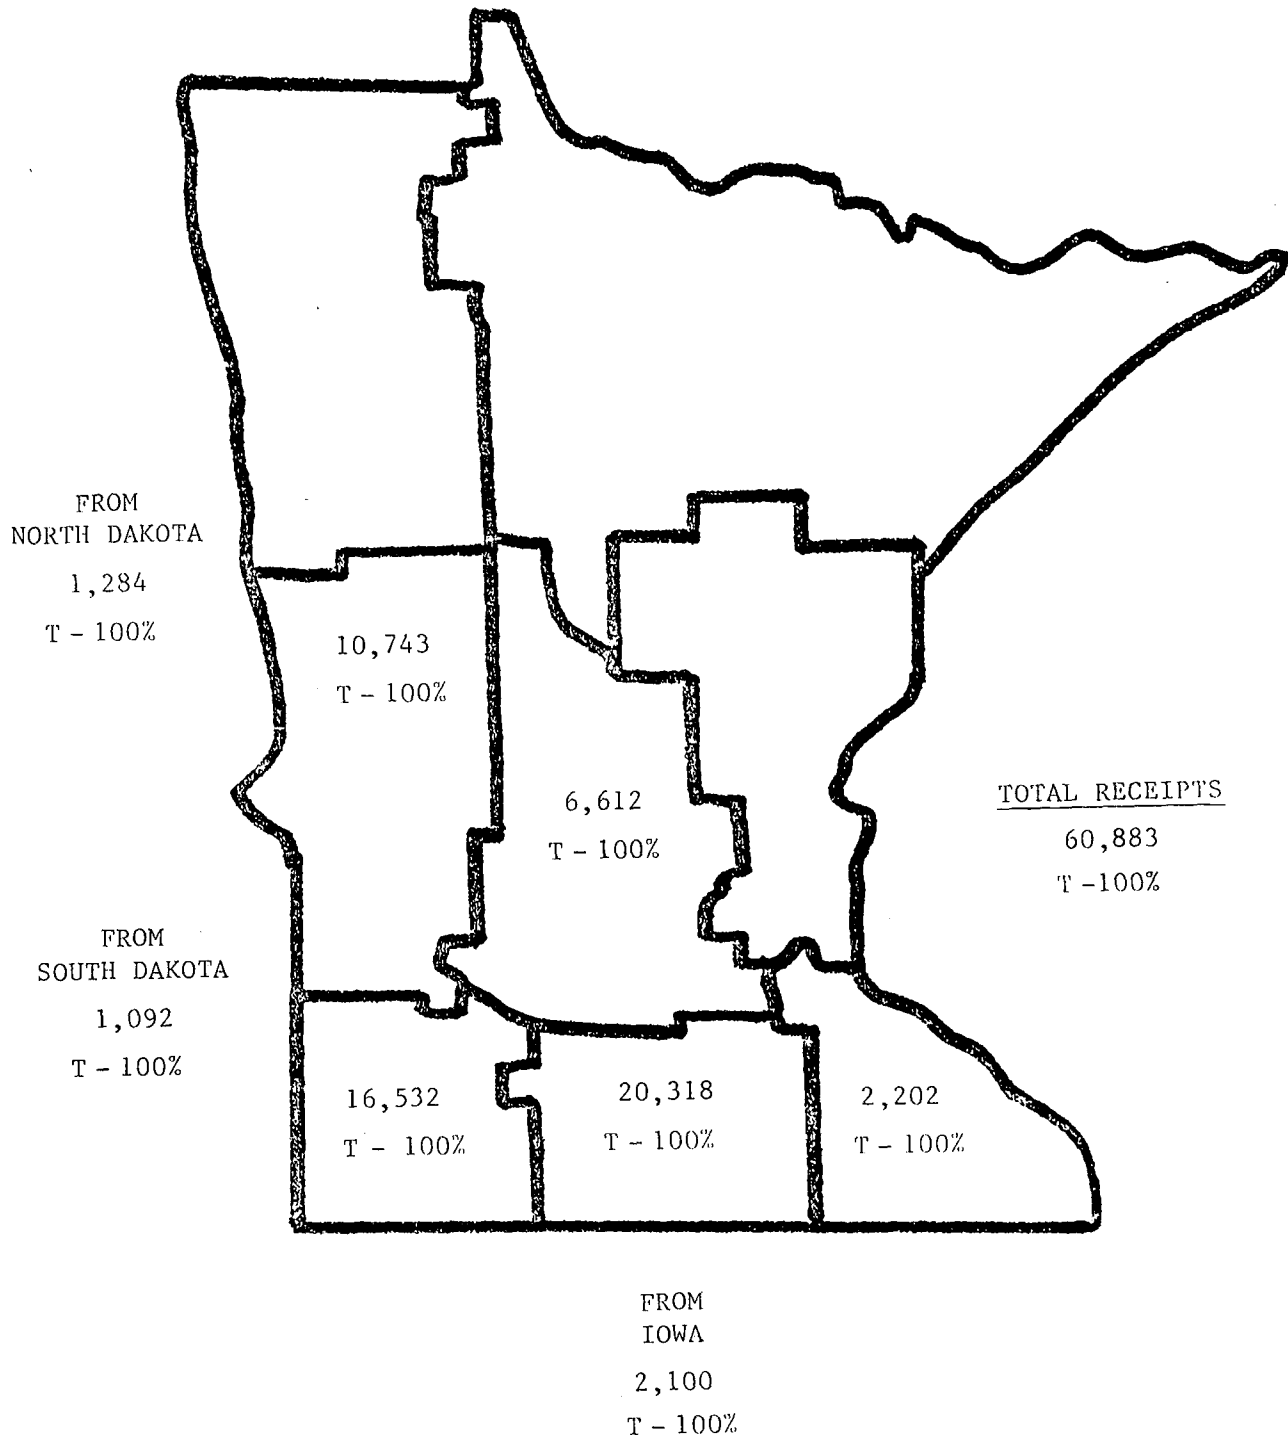 FROM
NORTH DAKOTA
1,284
T - 100%
10,743
T - 100%
6,612
T - 100%
TOTAL RECEIPTS
60,883
T -100%
FROM
SOUTH DAKOTA
1,092
T - 100%
16,532
T - 100%
20,318
T - 100%
2,202
T - 100%
FROM
IOWA
2,100
T - 100%